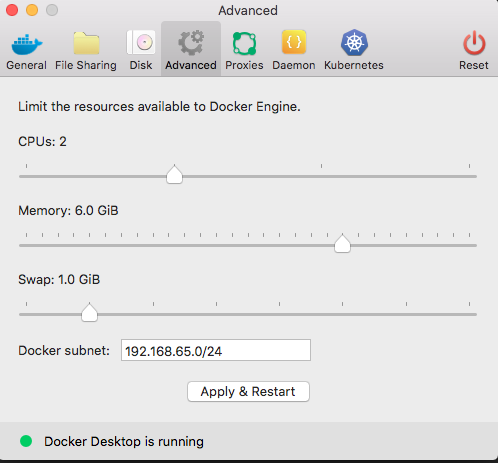 Advanced
General File Sharing Disk Advanced Proxies Daemon Kubernetes Reset
Limit the resources available to Docker Engine.
CPUs: 2
Memory: 6.0 GiB
Swap: 1.0 GiB
Docker subnet: 192.168.65.0/24
Apply & Restart
Docker Desktop is running